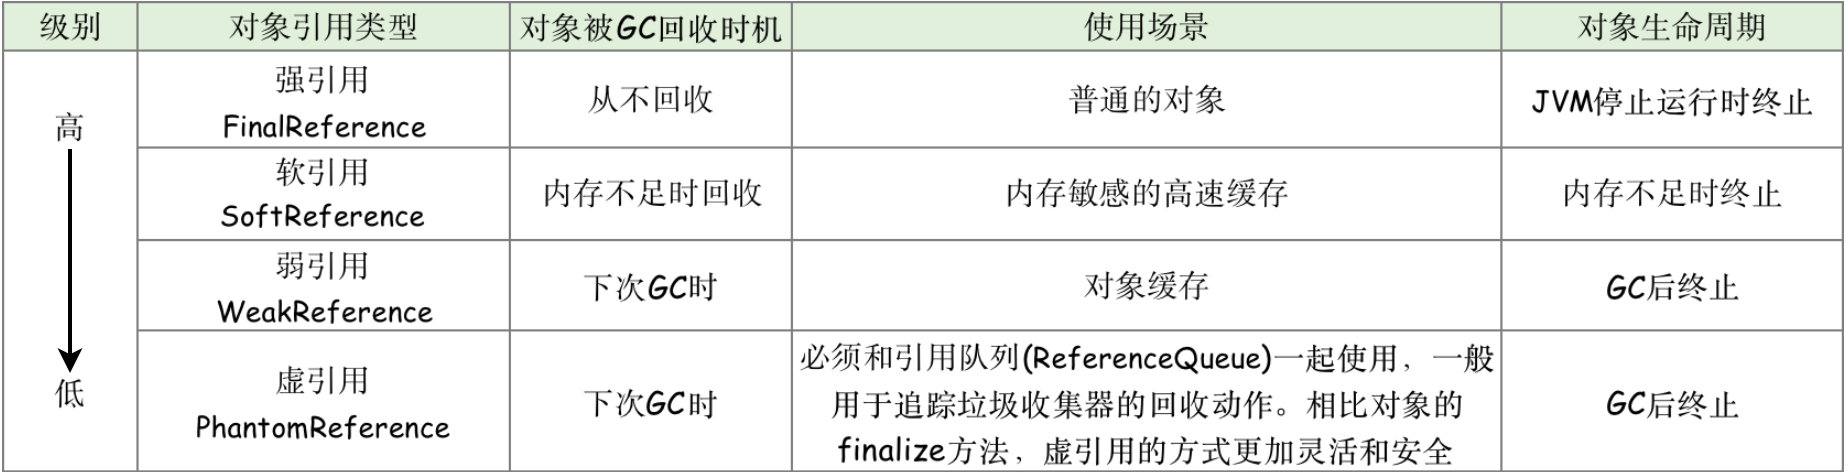 级别 对象引用类型 对象被GC回收时机 使用场景 对象生命周期
高
强引用
FinalReference
从不回收
普通的对象
JVM停止运行时终止
软引用
SoftReference
内存不足时回收
内存敏感的高速缓存
内存不足时终止
弱引用
WeakReference
下次GC时
对象缓存
GC后终止
低
虚引用
PhantomReference
下次GC时
必须和引用队列(ReferenceQueue)一起使用，一般
用于追踪垃圾收集器的回收动作。相比对象的
finalize方法，虚引用的方式更加灵活和安全
GC后终止